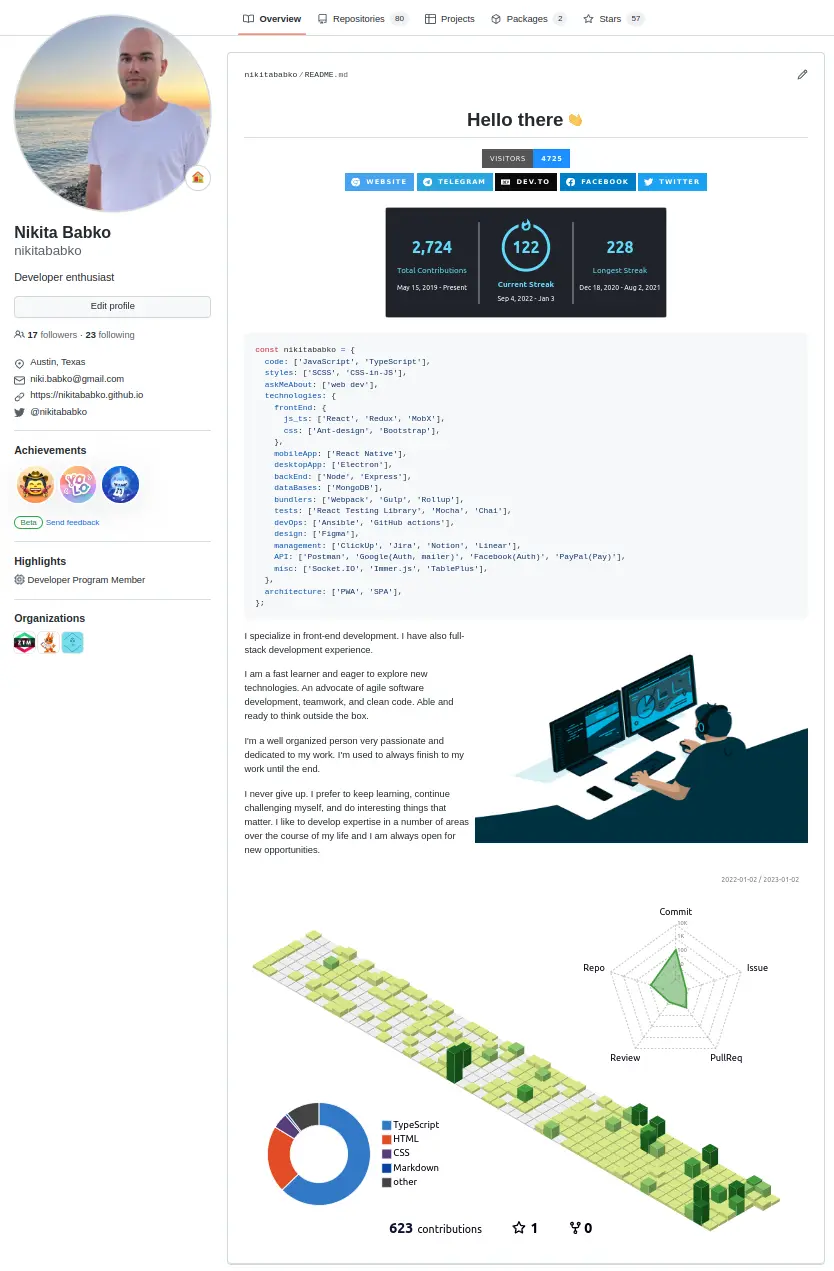 Overview
Repositories 80
Projects
Packages 2
Stars 57
Nikita Babko
nikitababko
Developer enthusiast
Edit profile
17 followers · 23 following
Austin, Texas
niki.babko@gmail.com
https://nikitababko.github.io
@nikitababko
Achievements
YOLO
Beta Send feedback
Highlights
Developer Program Member
Organizations
ZTM
nikitababko/README.md
Hello there 👋
VISITORS 4725
WEBSITE
TELEGRAM
DEV.TO
FACEBOOK
TWITTER
2,724
Total Contributions
May 15, 2019 - Present
122
Current Streak
Sep 4, 2022 - Jan 3
228
Longest Streak
Dec 18, 2020 - Aug 2, 2021
const nikitababko = {
code: ['JavaScript', 'TypeScript'],
styles: ['SCSS', 'CSS-in-JS'],
askMeAbout: ['web dev'],
technologies: {
frontEnd: {
js_ts: ['React', 'Redux', 'MobX'],
css: ['Ant-design', 'Bootstrap'],
},
mobileApp: ['React Native'],
desktopApp: ['Electron'],
backEnd: ['Node', 'Express'],
dataBases: ['MongoDB'],
bundlers: ['Webpack', 'Gulp', 'Rollup'],
tests: ['React Testing Library', 'Mocha', 'Chai'],
devOps: ['Ansible', 'GitHub actions'],
design: ['Figma'],
management: ['ClickUp', 'Jira', 'Notion', 'Linear'],
API: ['Postman', 'Google(Auth, mailer)', 'Facebook(Auth)', 'PayPal(Pay)'],
misc: ['Socket.IO', 'Immer.js', 'TablePlus'],
},
architecture: ['PWA', 'SPA'],
};
I specialize in front-end development. I have also full-
stack development experience.
I am a fast learner and eager to explore new
technologies. An advocate of agile software
development, teamwork, and clean code. Able and
ready to think outside the box.
I'm a well organized person very passionate and
dedicated to my work. I'm used to always finish to my
work until the end.
I never give up. I prefer to keep learning, continue
challenging myself, and do interesting things that
matter. I like to develop expertise in a number of areas
over the course of my life and I am always open for
new opportunities.
2022-01-02 / 2023-01-02
Commit
10K
1K
100
Repo
Issue
Review
PullReq
TypeScript
HTML
CSS
Markdown
other
623 contributions
1
0